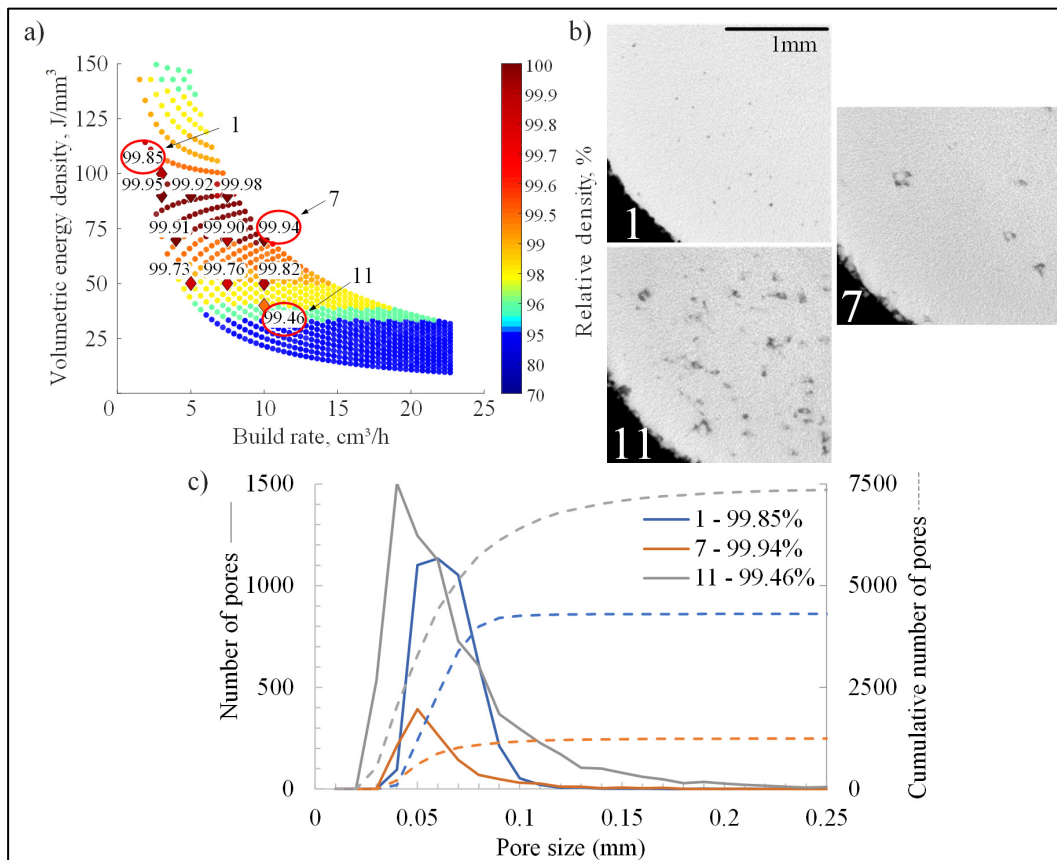 a)
Volumetric energy density, J/mm³
150
125
100
75
50
25
0
5
10
15
20
25
Build rate, cm³/h
1
99.85
99.95 99.92 99.98
7
99.91, 99.90 99.94
99.73 99.76 99.82
11
99.46
100
99.9
99.8
99.7
99.6
99.5
99
98
96
95
90
80
70
Relative density, %
b)
1mm
1
7
11
c)
Number of pores
1500
1000
500
0
0
0.05
0.1
0.15
0.2
0.25
Pore size (mm)
1 - 99.85%
7 - 99.94%
11 - 99.46%
7500
5000
2500
0
Cumulative number of pores